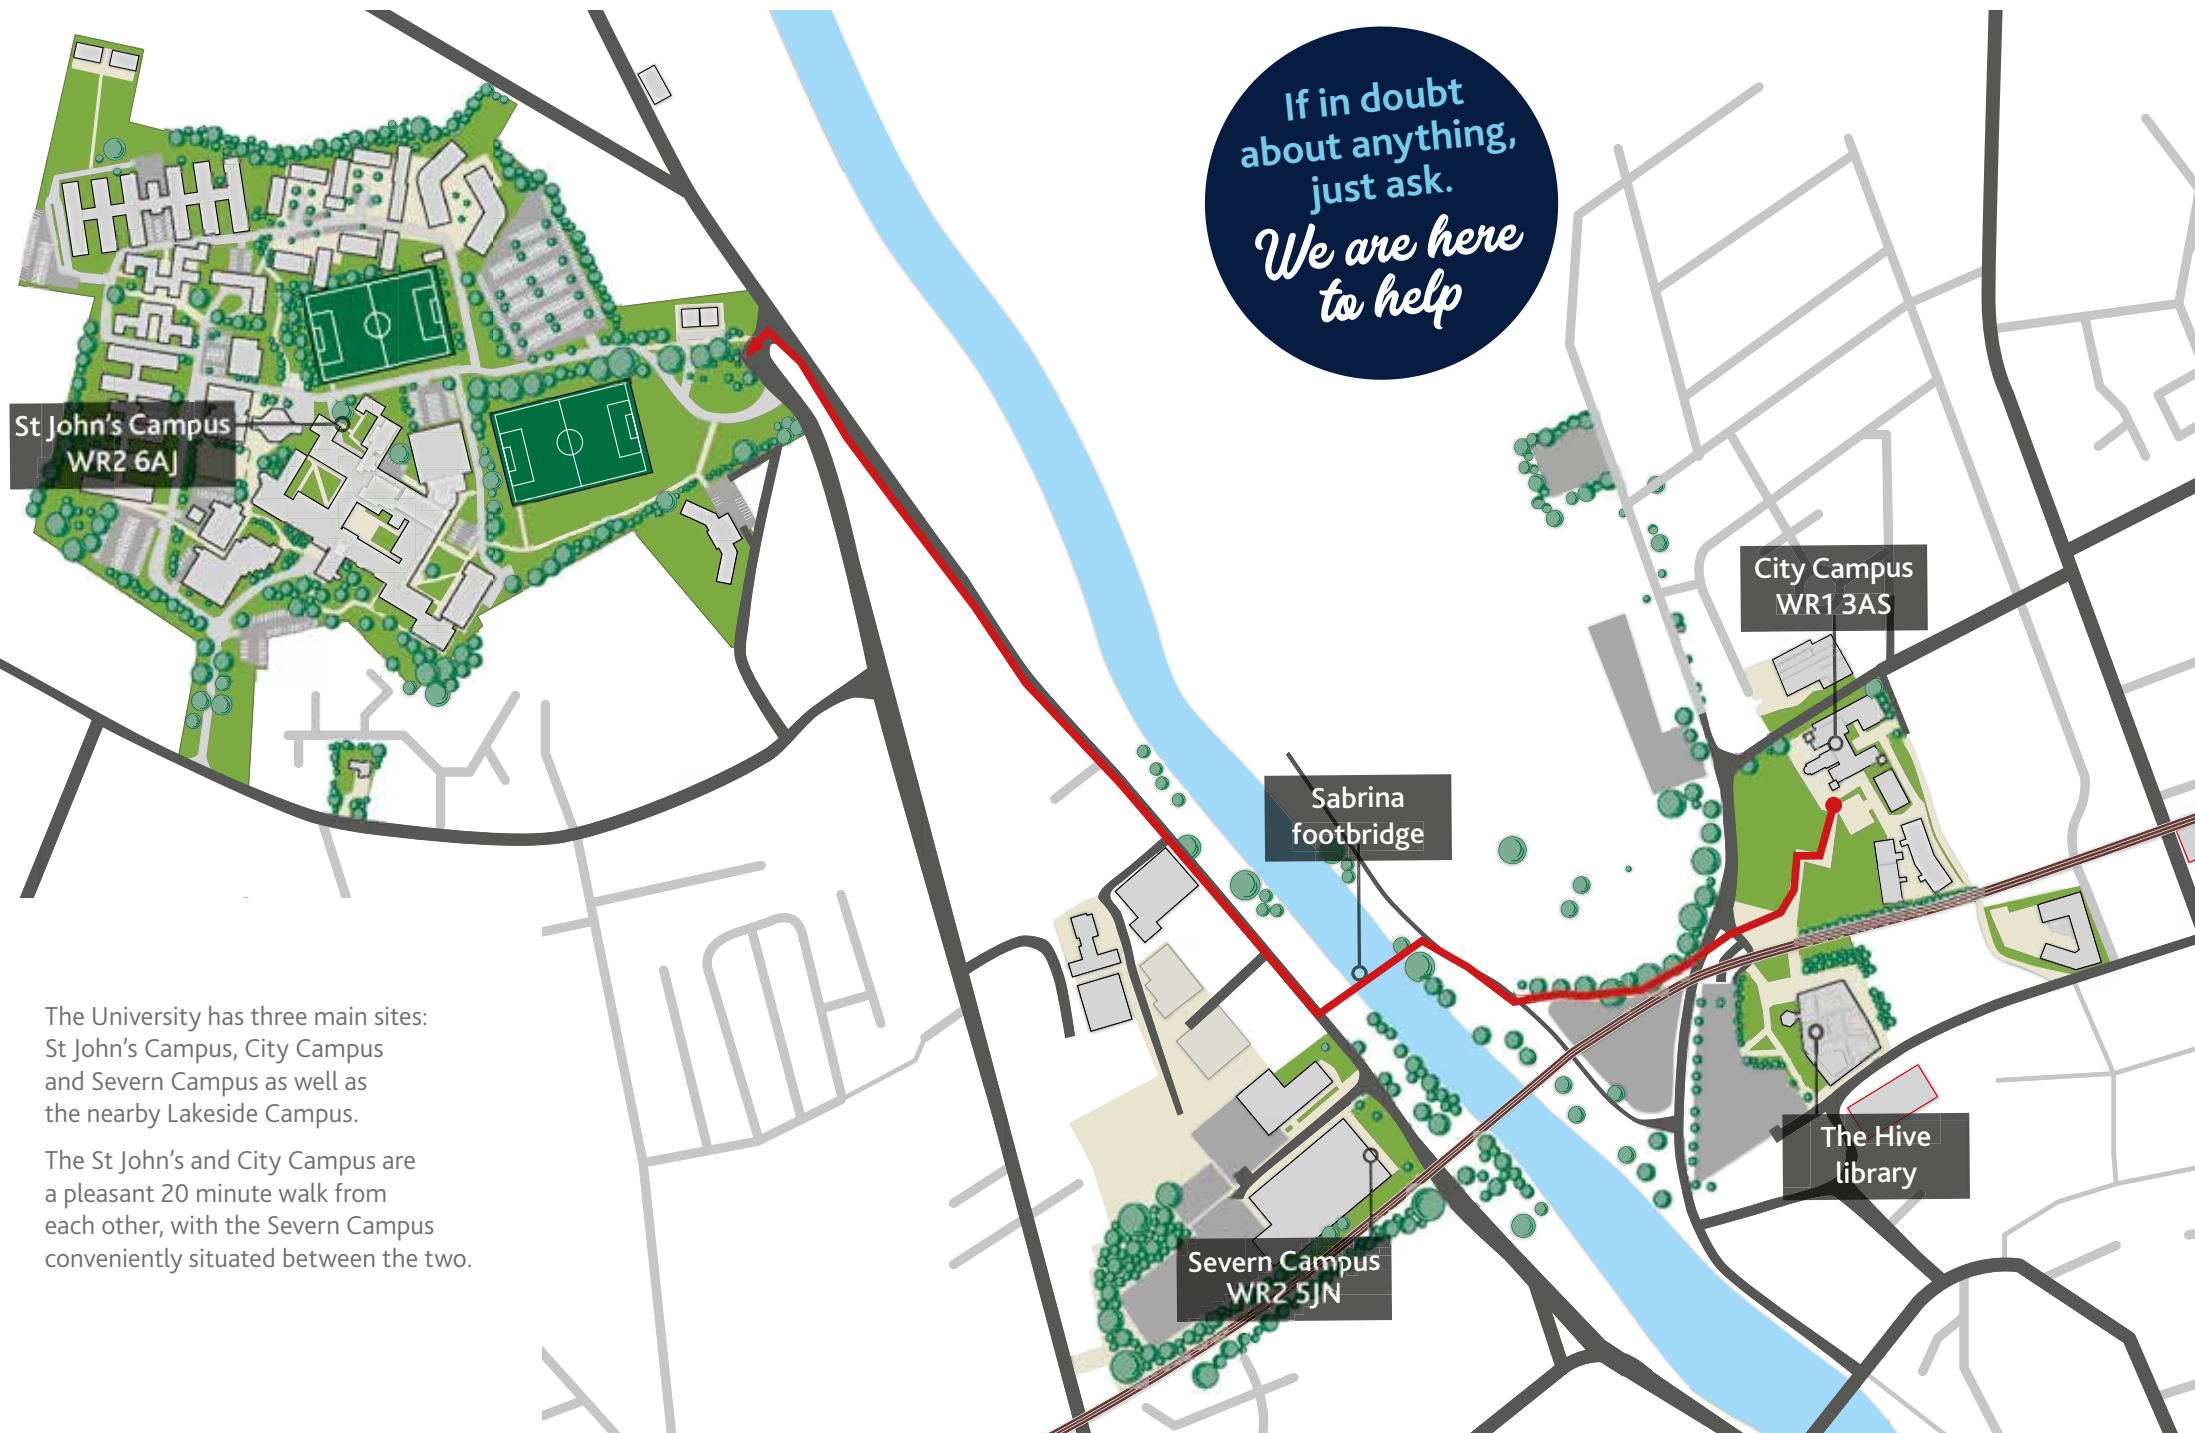 If in doubt
about anything,
just ask.
We are here
to help
St John's Campus
WR2 6AJ
City Campus
WR1 3AS
Sabrina
footbridge
The Hive
library
Severn Campus
WR2 5JN
The University has three main sites:
St John's Campus, City Campus
and Severn Campus as well as
the nearby Lakeside Campus.
The St John's and City Campus are
a pleasant 20 minute walk from
each other, with the Severn Campus
conveniently situated between the two.